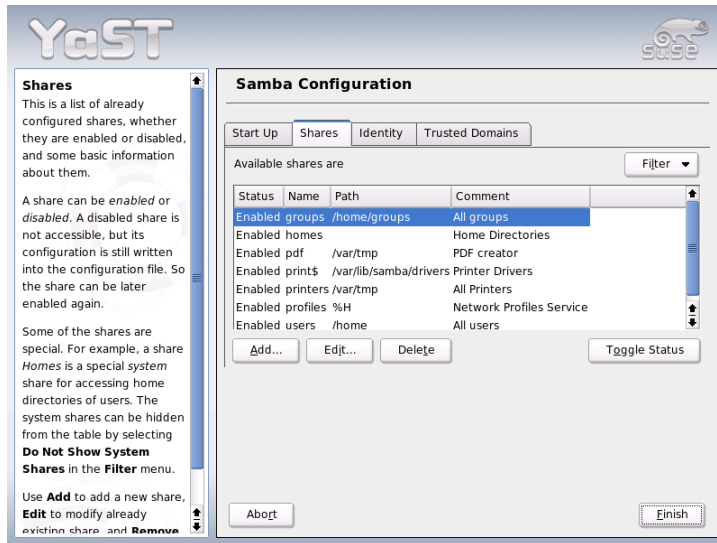 YaST
SUSE
Shares
This is a list of already
configured shares, whether
they are enabled or disabled,
and some basic information
about them.
A share can be enabled or
disabled. A disabled share is
not accessible, but its
configuration is still written
into the configuration file. So
the share can be later
enabled again.
Some of the shares are
special. For example, a share
Homes is a special system
share for accessing home
directories of users. The
system shares can be hidden
from the table by selecting
Do Not Show System
Shares in the Filter menu.
Use Add to add a new share,
Edit to modify already
existing share, and Remove
Samba Configuration
Start Up Shares Identity Trusted Domains
Available shares are Filter
Status Name Path Comment
Enabled groups /home/groups All groups
Enabled homes Home Directories
Enabled pdf /var/tmp PDF creator
Enabled print$ /var/lib/samba/drivers Printer Drivers
Enabled printers /var/tmp All Printers
Enabled profiles %H Network Profiles Service
Enabled users /home All users
Add... Edit... Delete Toggle Status
Abort Finish